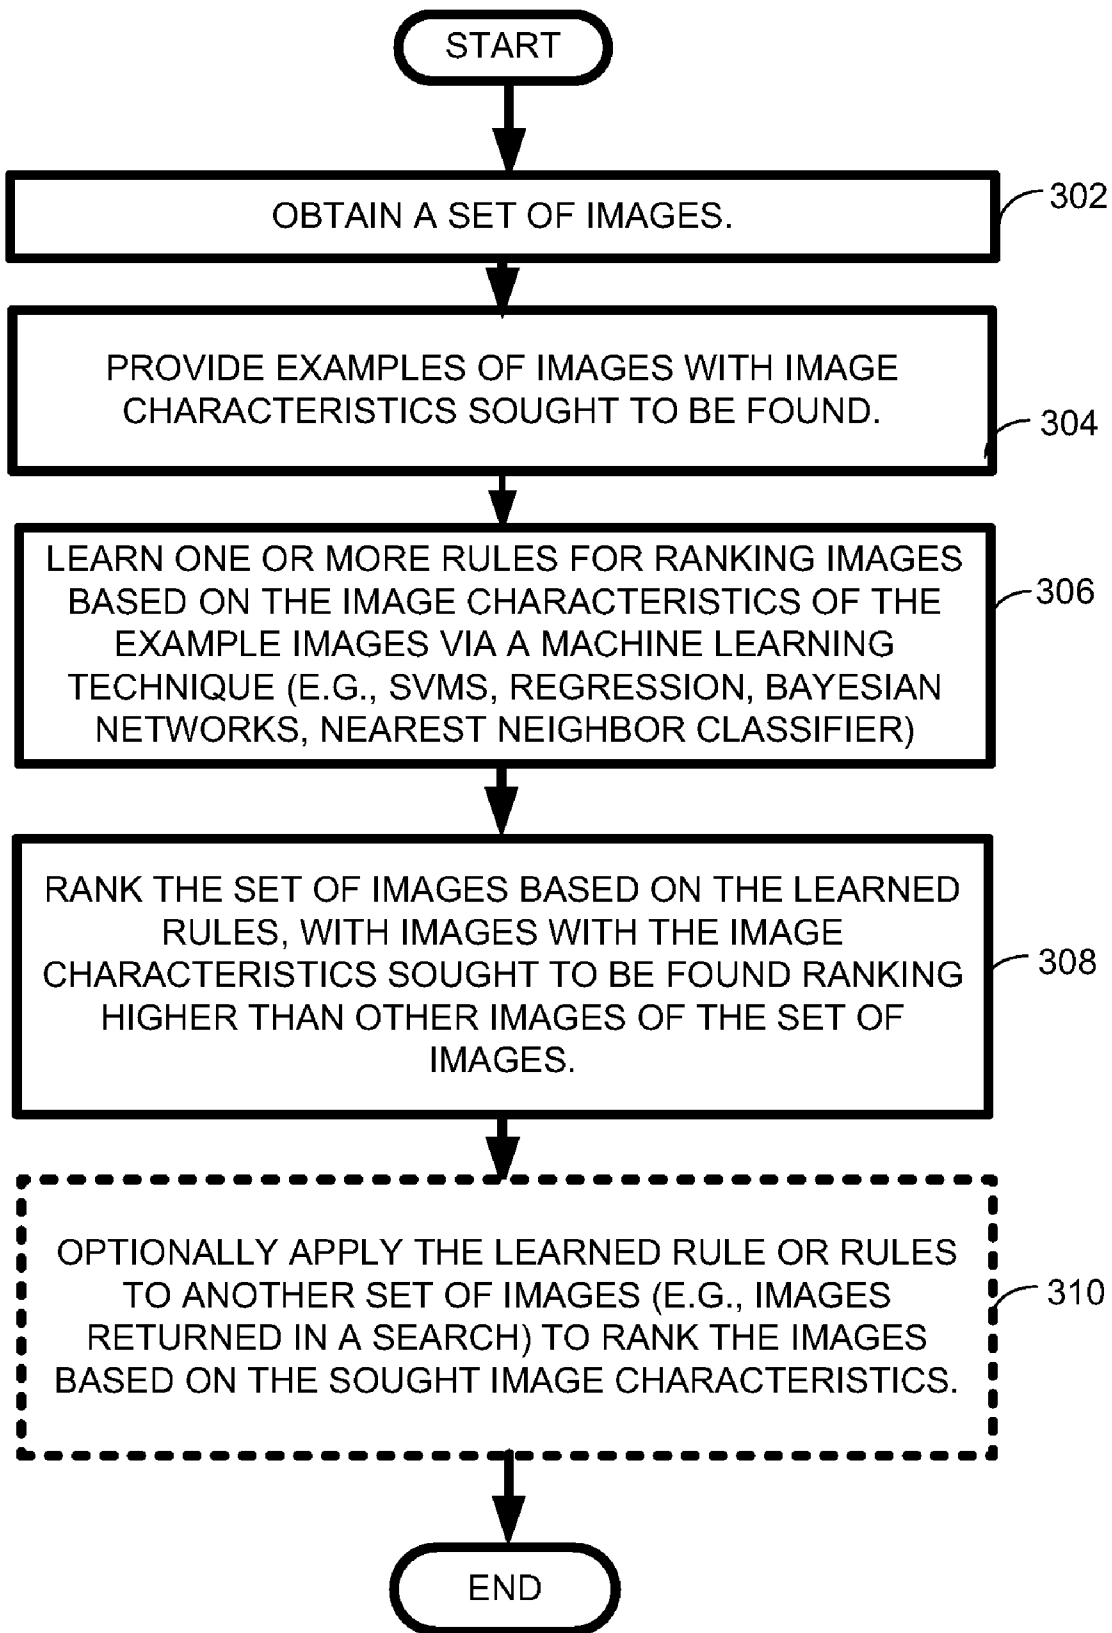 START
OBTAIN A SET OF IMAGES.
302
PROVIDE EXAMPLES OF IMAGES WITH IMAGE
CHARACTERISTICS SOUGHT TO BE FOUND.
304
LEARN ONE OR MORE RULES FOR RANKING IMAGES
BASED ON THE IMAGE CHARACTERISTICS OF THE
EXAMPLE IMAGES VIA A MACHINE LEARNING
TECHNIQUE (E.G., SVMS, REGRESSION, BAYESIAN
NETWORKS, NEAREST NEIGHBOR CLASSIFIER)
306
RANK THE SET OF IMAGES BASED ON THE LEARNED
RULES, WITH IMAGES WITH THE IMAGE
CHARACTERISTICS SOUGHT TO BE FOUND RANKING
HIGHER THAN OTHER IMAGES OF THE SET OF
IMAGES.
308
OPTIONALLY APPLY THE LEARNED RULE OR RULES
TO ANOTHER SET OF IMAGES (E.G., IMAGES
RETURNED IN A SEARCH) TO RANK THE IMAGES
BASED ON THE SOUGHT IMAGE CHARACTERISTICS.
310
END